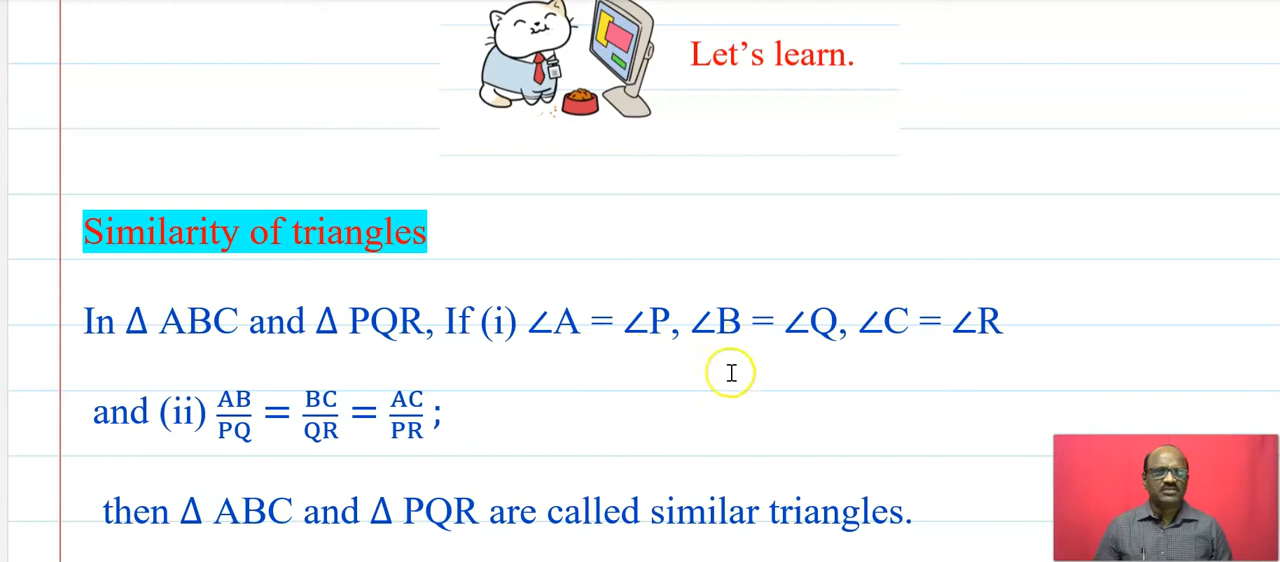 Let’s learn.
Similarity of triangles
In Δ ABC and Δ PQR, If (i) ∠A = ∠P, ∠B = ∠Q, ∠C = ∠R
and (ii) AB/PQ = BC/QR = AC/PR ;
then Δ ABC and Δ PQR are called similar triangles.